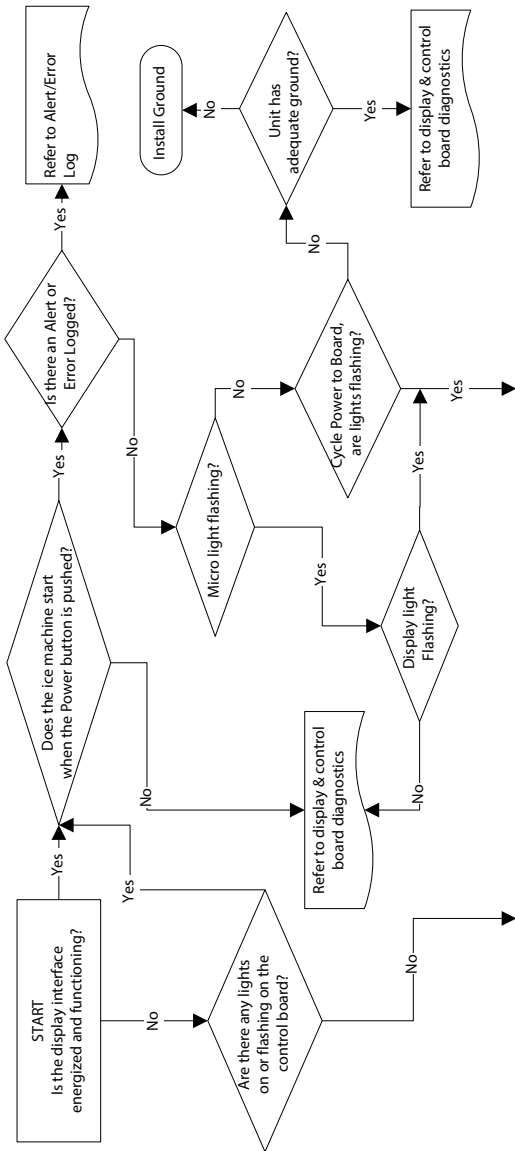 START
Is the display interface
energized and functioning?
Yes
No
Does the ice machine start
when the Power button is pushed?
Yes
No
Is there an Alert or
Error Logged?
Yes
No
Refer to Alert/Error
Log
Are there any lights
on or flashing on the
control board?
Yes
No
Refer to display & control
board diagnostics
Micro light flashing?
No
Yes
Display light
Flashing?
No
Yes
Cycle Power to Board,
are lights flashing?
No
Yes
Unit has
adequate ground?
No
Yes
Install Ground
Refer to display & control
board diagnostics